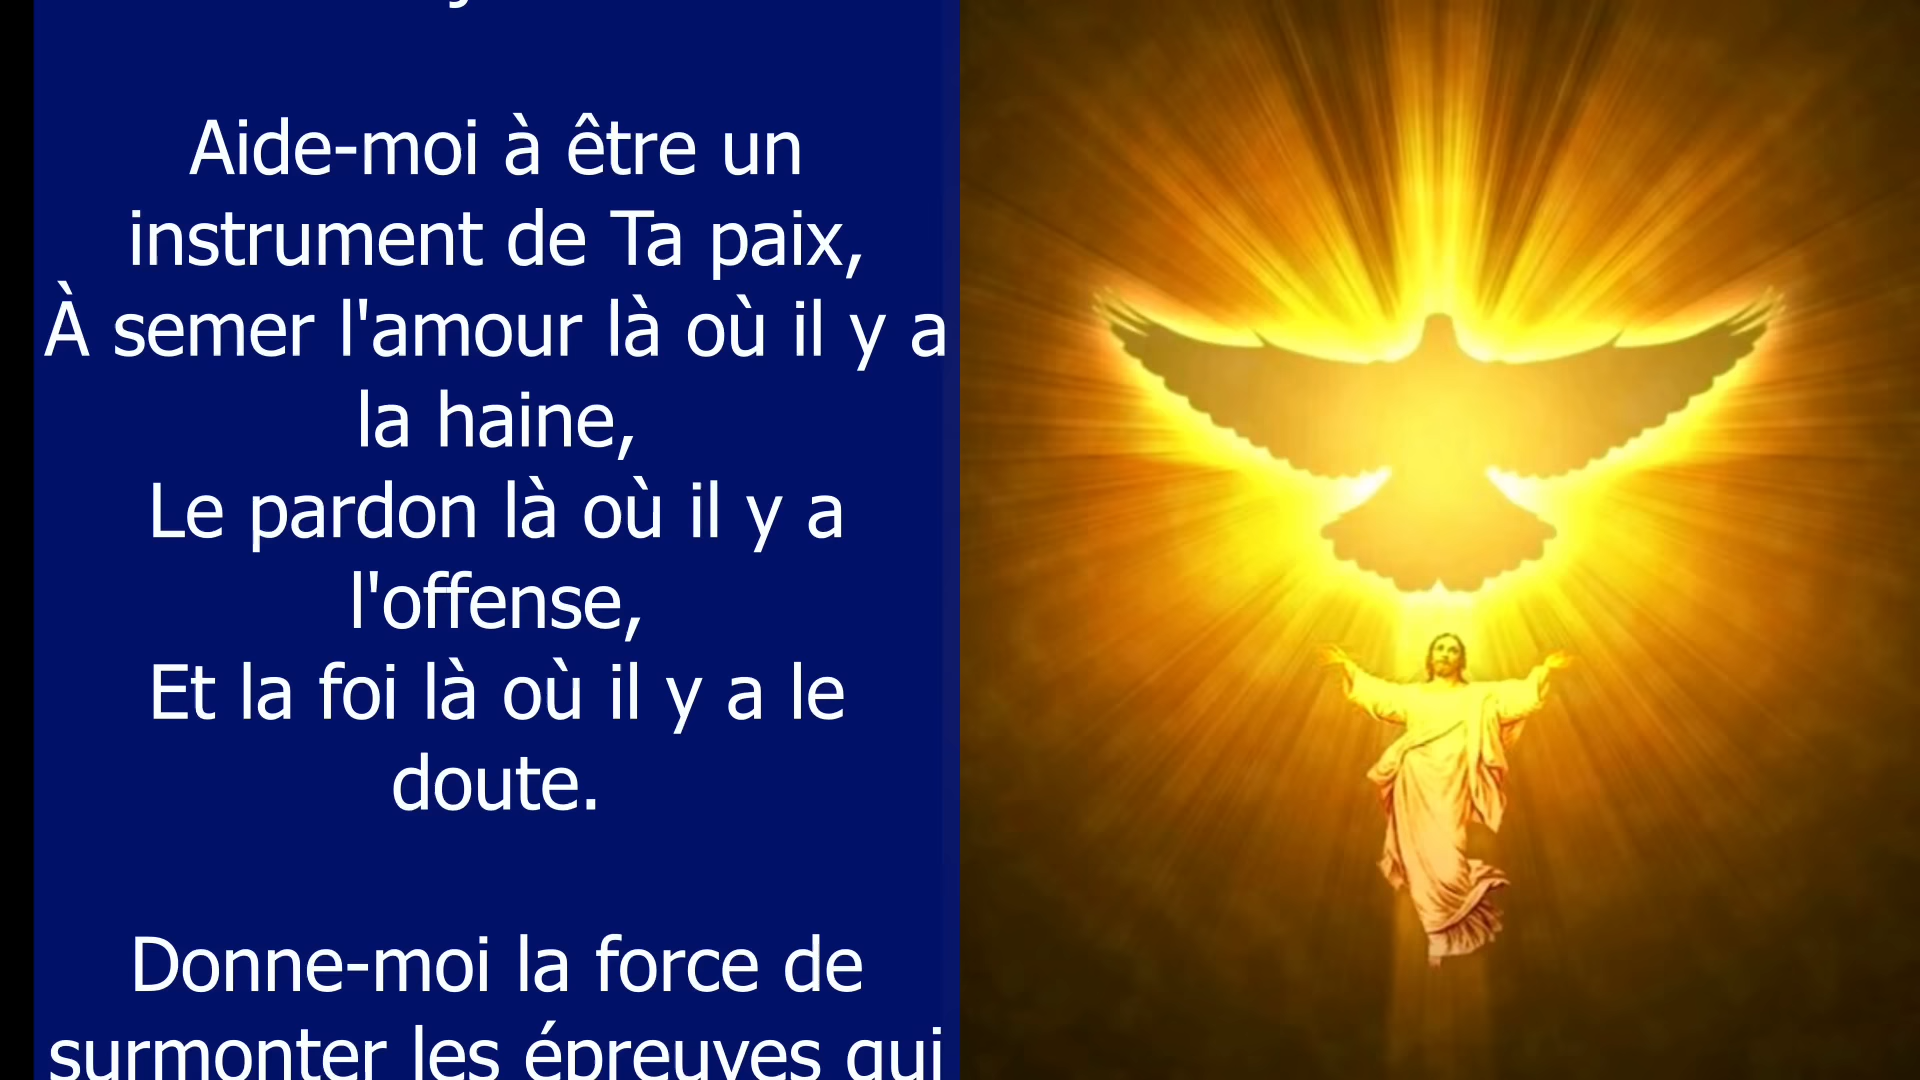 Aide-moi à être un
instrument de Ta paix,
À semer l'amour là où il y a
la haine,
Le pardon là où il y a
l'offense,
Et la foi là où il y a le
doute.
Donne-moi la force de
surmonter les épreuves qui